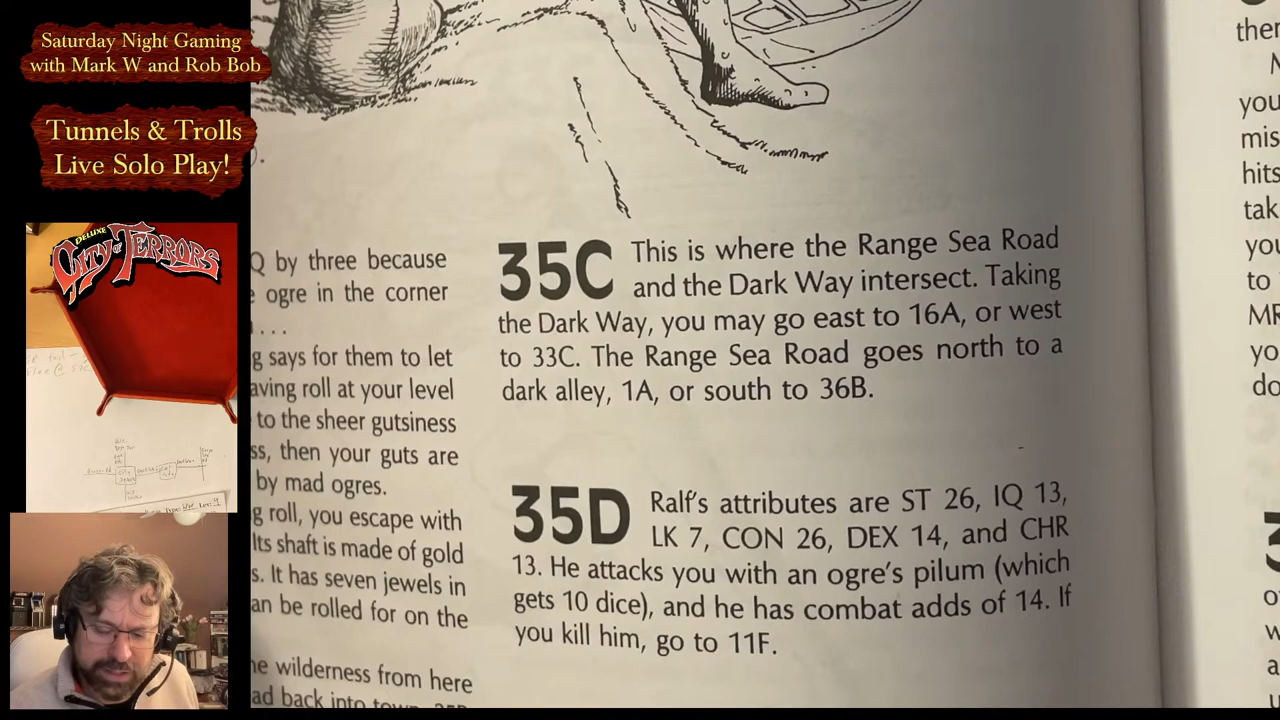 Saturday Night Gaming
with Mark W and Rob Bob
Tunnels & Trolls
Live Solo Play!
DELUXE
CITY OF TERRORS
Q by three because
ogre in the corner
...
says for them to let
aving roll at your level
to the sheer gutsiness
ss, then your guts are
by mad ogres.
g roll, you escape with
Its shaft is made of gold
s. It has seven jewels in
an be rolled for on the
he wilderness from here
ad back into town, 35B
35C This is where the Range Sea Road
and the Dark Way intersect. Taking
the Dark Way, you may go east to 16A, or west
to 33C. The Range Sea Road goes north to a
dark alley, 1A, or south to 36B.
35D Ralf's attributes are ST 26, IQ 13,
LK 7, CON 26, DEX 14, and CHR
13. He attacks you with an ogre's pilum (which
gets 10 dice), and he has combat adds of 14. If
you kill him, go to 11F.
you
mis
hits
tak
you
to
MR
yo
do